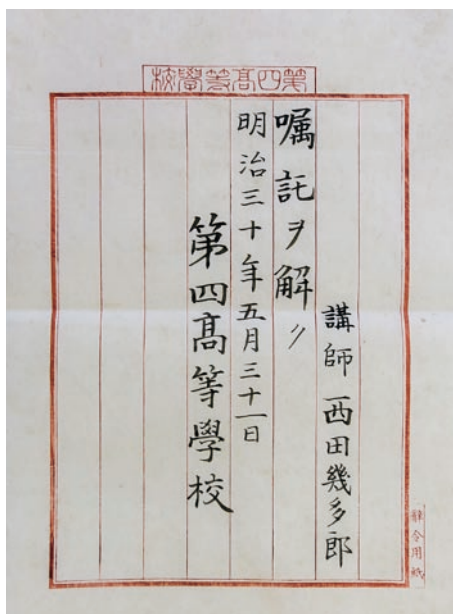 第四高等學校
講師 西田幾多郎
囑託ヲ解ク
明治三十年五月三十一日
第四高等學校
辭令用紙